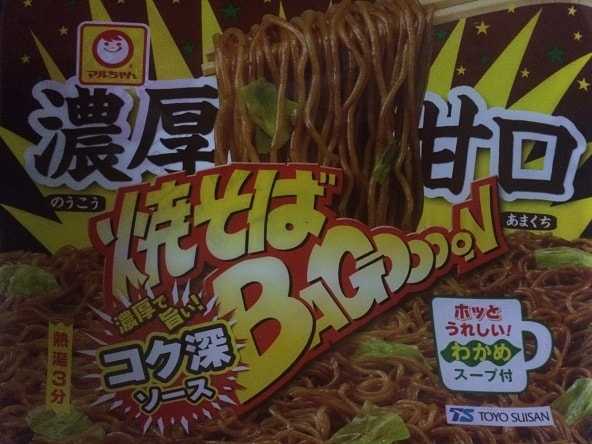 マルちゃん
濃厚 甘口
のうこう
あまくち
焼そば
BAGOOOON
濃厚で
旨い!
コク深
ソース
熱湯3分
ホッと
うれしい!
わかめ
スープ付
TS TOYO SUISAN